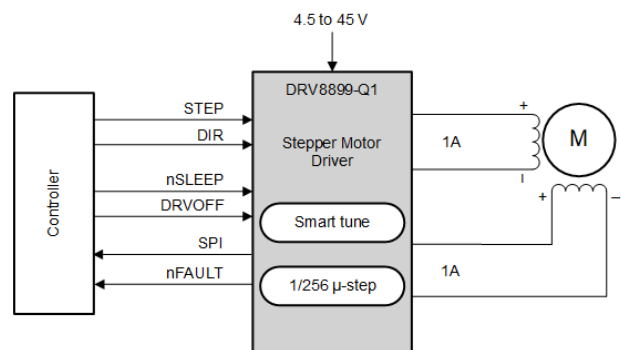 4.5 to 45 V
DRV8899-Q1
Stepper Motor
Driver
Smart tune
1/256 µ-step
Controller
STEP
DIR
nSLEEP
DRVOFF
SPI
nFAULT
1A
1A
M
+
–
+
–